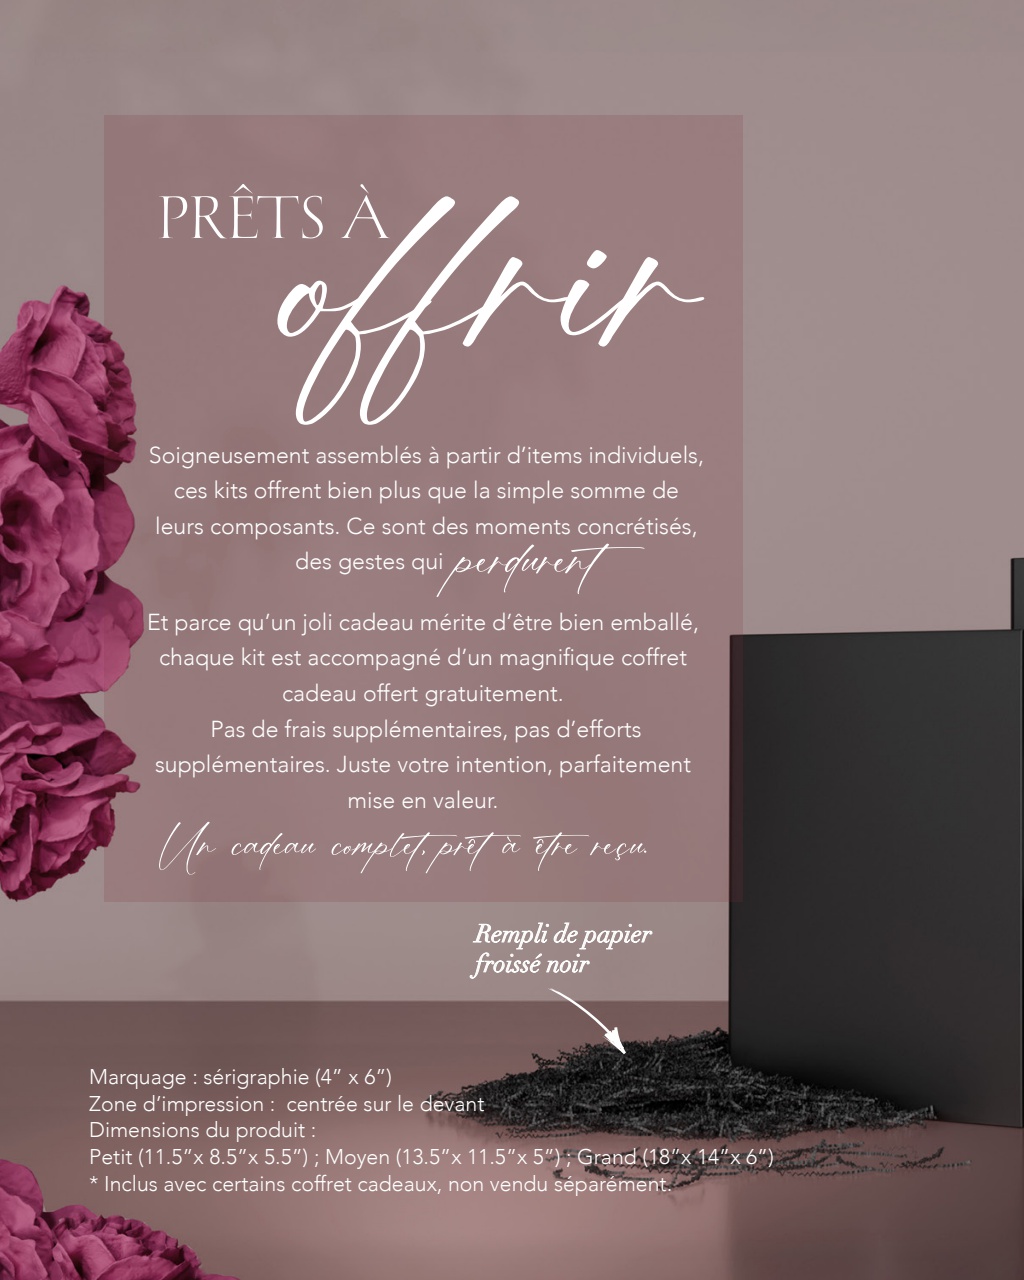 PRÊTS À
offrir
Soigneusement assemblés à partir d’items individuels,
ces kits offrent bien plus que la simple somme de
leurs composants. Ce sont des moments concrétisés,
des gestes qui perdurent
Et parce qu’un joli cadeau mérite d’être bien emballé,
chaque kit est accompagné d’un magnifique coffret
cadeau offert gratuitement.
Pas de frais supplémentaires, pas d’efforts
supplémentaires. Juste votre intention, parfaitement
mise en valeur.
Un cadeau complet, prêt à être reçu.
Rempli de papier
froissé noir
Marquage : sérigraphie (4” x 6”)
Zone d’impression :  centrée sur le devant
Dimensions du produit :
Petit (11.5”x 8.5”x 5.5”) ; Moyen (13.5”x 11.5”x 5”) ; Grand (18”x 14”x 6”)
* Inclus avec certains coffret cadeaux, non vendu séparément.